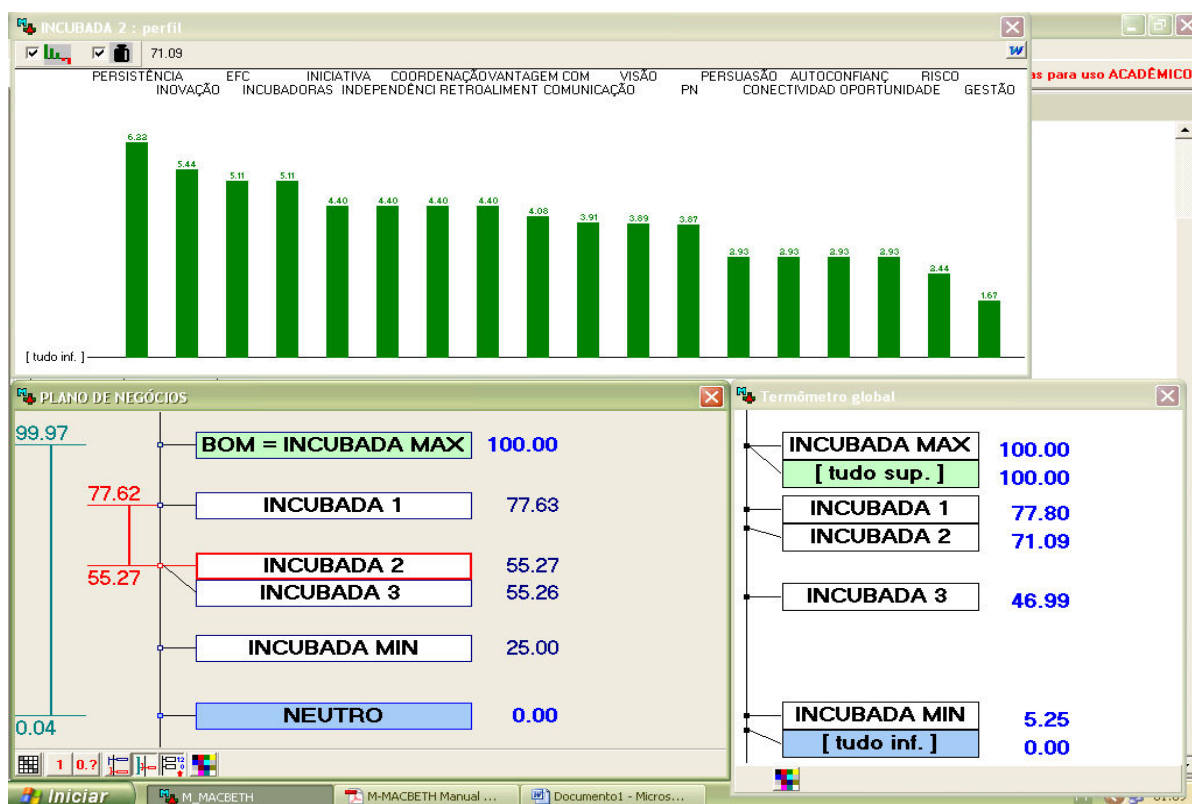 INCUBADA 2 : perfil
71.09
as para uso ACADÊMICO
PERSISTÊNCIA EFC INICIATIVA COORDENAÇÃO VANTAGEM COM VISÃO PERSUASÃO AUTOCONFIANÇ RISCO
INOVAÇÃO INCUBADORAS INDEPENDÊNCI RETROALIMENT COMUNICAÇÃO PN CONECTIVIDAD OPORTUNIDADE GESTÃO
6.22
5.44
5.11 5.11
4.40 4.40 4.40 4.40
4.08
3.91 3.89 3.87
2.93 2.93 2.93 2.93
2.44
1.67
[ tudo inf. ]
PLANO DE NEGÓCIOS
99.97
BOM = INCUBADA MAX 100.00
77.62
INCUBADA 1 77.63
INCUBADA 2 55.27
55.27
INCUBADA 3 55.26
INCUBADA MIN 25.00
NEUTRO 0.00
0.04
1 0.?
Termômetro global
INCUBADA MAX 100.00
[ tudo sup. ] 100.00
INCUBADA 1 77.80
INCUBADA 2 71.09
INCUBADA 3 46.99
INCUBADA MIN 5.25
[ tudo inf. ] 0.00
Iniciar M_MACBETH M-MACBETH Manual ... Documento1 - Micros...